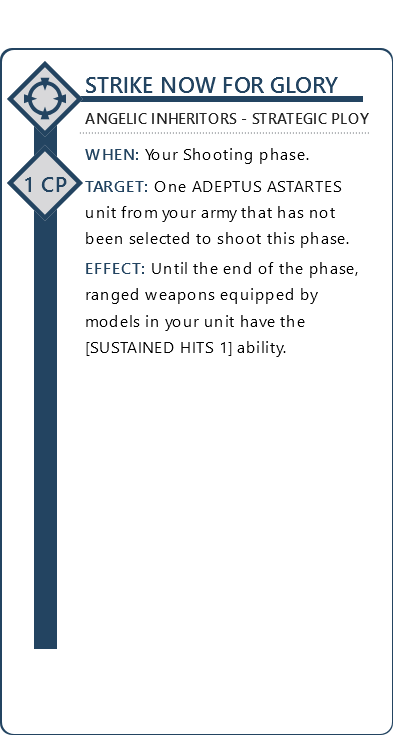 STRIKE NOW FOR GLORY
ANGELIC INHERITORS - STRATEGIC PLOY
WHEN: Your Shooting phase.
1 CP
TARGET: One ADEPTUS ASTARTES
unit from your army that has not
been selected to shoot this phase.
EFFECT: Until the end of the phase,
ranged weapons equipped by
models in your unit have the
[SUSTAINED HITS 1] ability.